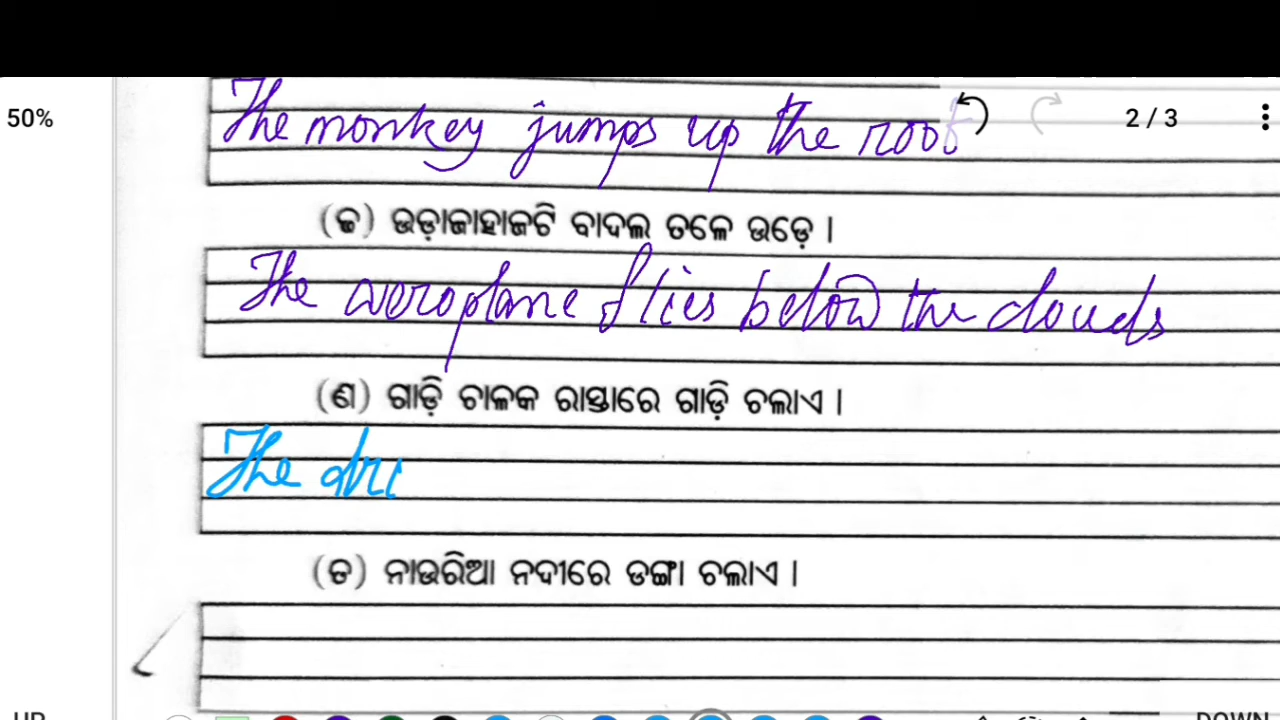 50%
2 / 3
The monkey jumps up the roof
(ଢ) ଉଡ଼ାଜାହାଜଟି ବାଦଲ ତଳେ ଉଡ଼େ ।
The aeroplane flies below the clouds
(ଣ) ଗାଡ଼ି ଚାଳକ ରାସ୍ତାରେ ଗାଡ଼ି ଚଲାଏ ।
The dri
(ତ) ନାଉରିଆ ନଦୀରେ ଡଙ୍ଗା ଚଲାଏ ।